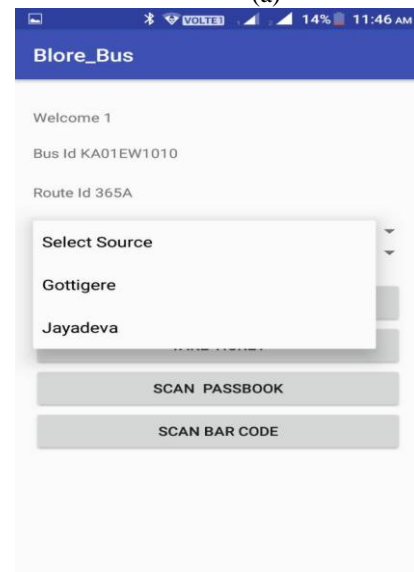 (a)
VOLTE1 14% 11:46 AM
Blore_Bus
Welcome 1
Bus Id KA01EW1010
Route Id 365A
Select Source
Gottigere
Jayadeva
SCAN PASSBOOK
SCAN BAR CODE